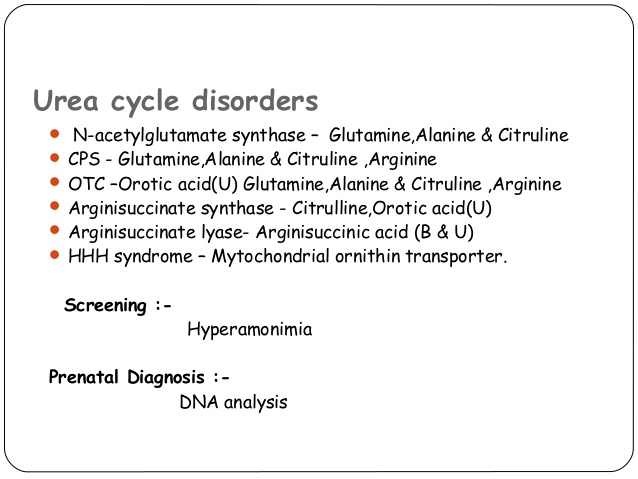 Urea cycle disorders
• N-acetylglutamate synthase – Glutamine,Alanine & Citruline
• CPS - Glutamine,Alanine & Citruline ,Arginine
• OTC –Orotic acid(U) Glutamine,Alanine & Citruline ,Arginine
• Arginisuccinate synthase - Citrulline,Orotic acid(U)
• Arginisuccinate lyase- Arginisuccinic acid (B & U)
• HHH syndrome – Mytochondrial ornithin transporter.
Screening :-
Hyperamonimia
Prenatal Diagnosis :-
DNA analysis